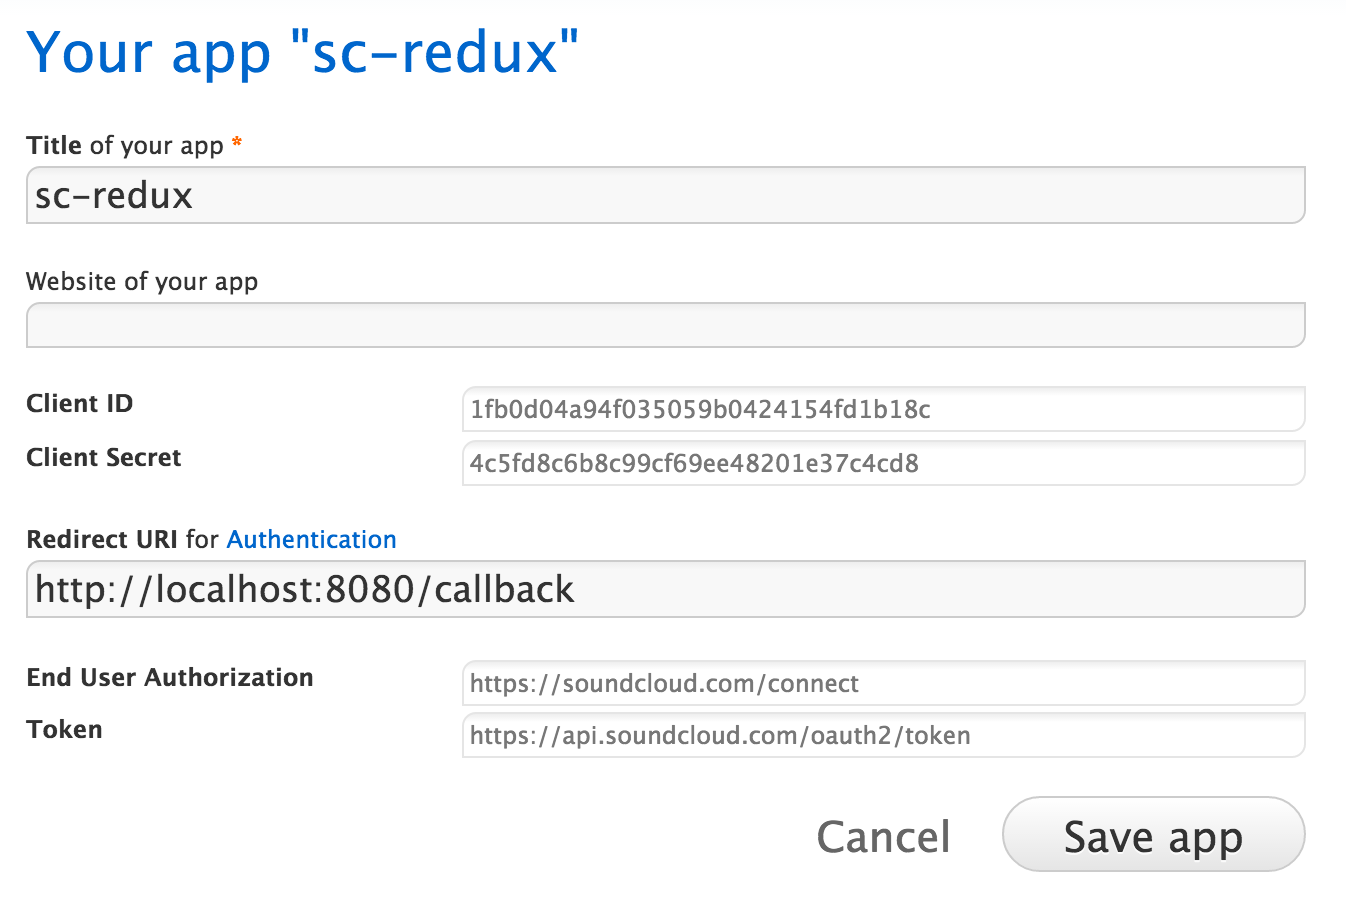 Your app "sc-redux"
Title of your app *
sc-redux
Website of your app
Client ID
1fb0d04a94f035059b0424154fd1b18c
Client Secret
4c5fd8c6b8c99cf69ee48201e37c4cd8
Redirect URI for Authentication
http://localhost:8080/callback
End User Authorization
https://soundcloud.com/connect
Token
https://api.soundcloud.com/oauth2/token
Cancel
Save app